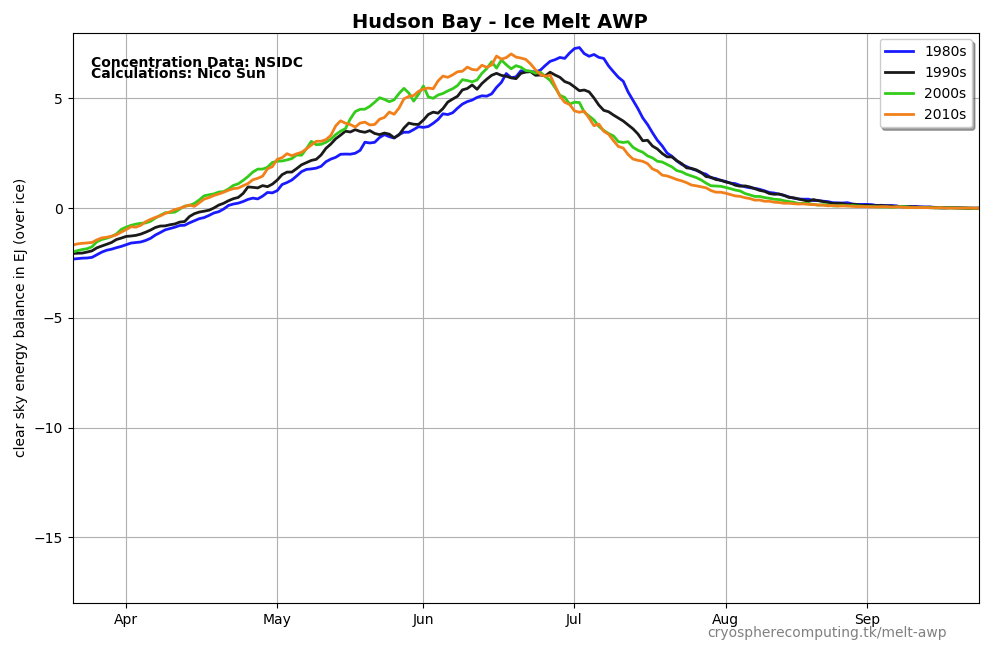 Hudson Bay - Ice Melt AWP
Concentration Data: NSIDC
Calculations: Nico Sun
1980s
1990s
2000s
2010s
clear sky energy balance in EJ (over ice)
5
0
−5
−10
−15
Apr May Jun Jul Aug Sep
cryospherecomputing.tk/melt-awp